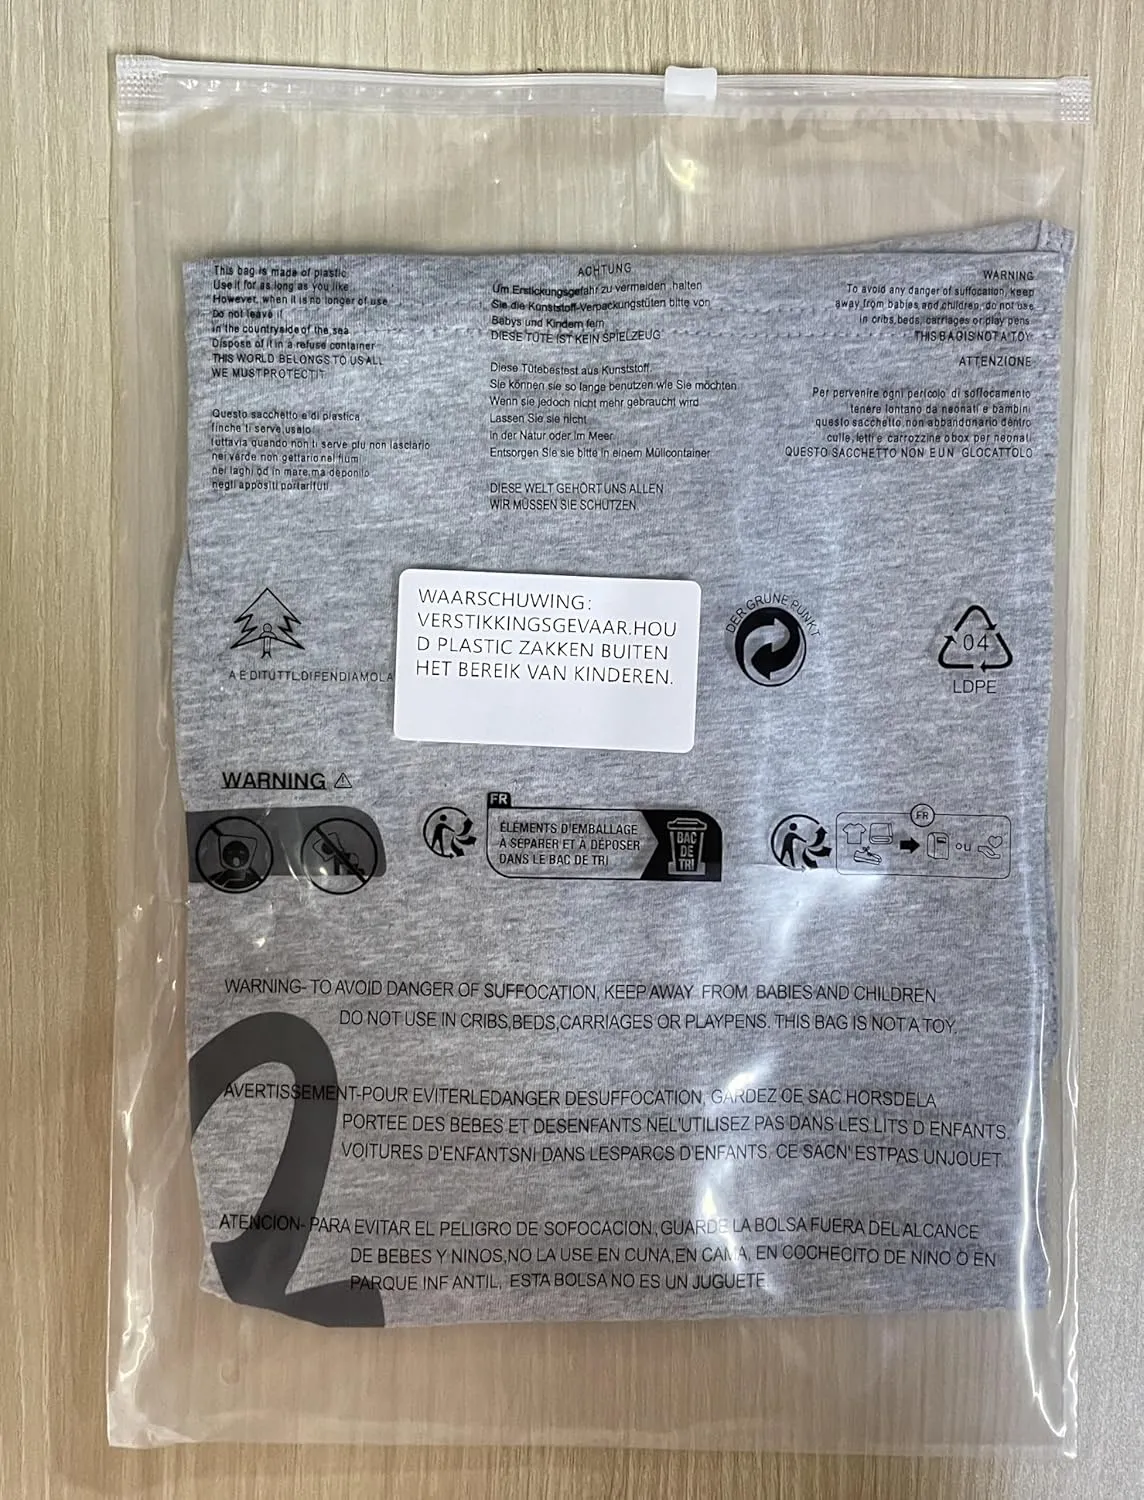 This bag is made of plastic
Use it for as long as you like
However, when it is no longer of use
Do not leave it
in the countryside of the sea
Dispose of it in a refuse container
THIS WORLD BELONGS TO US ALL
WE MUST PROTECT IT
Questo sacchetto e di plastica
finche ti serve,usalo
tuttavia quando non ti serve plu non lasciarlo
nei verde non gettario nel fiumi
nei laghi od in mare,ma deponilo
negli appositi portarifuti
ACHTUNG
Um Erstickungsgefahr zu vermeiden, halten
Sie die Kunststoff-Verpackungstüten bitte von
Babys und Kindern fern
DIESE TÜTE IST KEIN SPIELZEUG
Diese Tütebestest aus Kunststoff.
Sie können sie so lange benutzen wie Sie möchten
Wenn sie jedoch nicht mehr gebraucht wird
Lassen Sie sie nicht
in der Natur oder im Meer
Entsorgen Sie sie bitte in einem Müllcontainer
DIESE WELT GEHÖRT UNS ALLEN
WIR MÜSSEN SIE SCHÜTZEN.
WARNING
To avoid any danger of suffocation, keep
away from babies and children, do not use
in cribs,beds, carriages or play pens
THIS BAG IS NOT A TOY
ATTENZIONE
Per pervenire ogni pericolo di soffocamento
tenere lontano da neonati e bambini
questo sacchetto non abbandonario dentro
culle,letti e carrozzine obox per neonati
QUESTO SACCHETTO NON E UN GLOCATTOLO
A E DI TUTTI,DIFENDIAMOLA
WAARSCHUWING:
VERSTIKKINGSGEVAAR.HOU
D PLASTIC ZAKKEN BUITEN
HET BEREIK VAN KINDEREN.
DER GRÜNE PUNKT
04
LDPE
WARNING
FR
ÉLÉMENTS D'EMBALLAGE
À SÉPARER ET À DÉPOSER
DANS LE BAC DE TRI
BAC
DE
TRI
FR
ou
WARNING- TO AVOID DANGER OF SUFFOCATION, KEEP AWAY FROM BABIES AND CHILDREN
DO NOT USE IN CRIBS,BEDS,CARRIAGES OR PLAYPENS. THIS BAG IS NOT A TOY.
AVERTISSEMENT-POUR EVITERLEDANGER DESUFFOCATION, GARDEZ OE SAC HORSDELA
PORTEE DES BEBES ET DESENFANTS NEL'UTILISEZ PAS DANS LES LITS D ENFANTS.
VOITURES D'ENFANTSNI DANS LESPARCS D'ENFANTS, CE SACN' ESTPAS UNJOUET
ATENCION- PARA EVITAR EL PELIGRO DE SOFOCACION, GUARDE LA BOLSA FUERA DEL ALCANCE
DE BEBES Y NINOS,NO LA USE EN CUNA,EN CAMA, EN COCHECITO DE NINO O EN
PARQUE INF ANTIL, ESTA BOLSA NO ES UN JUGUETE